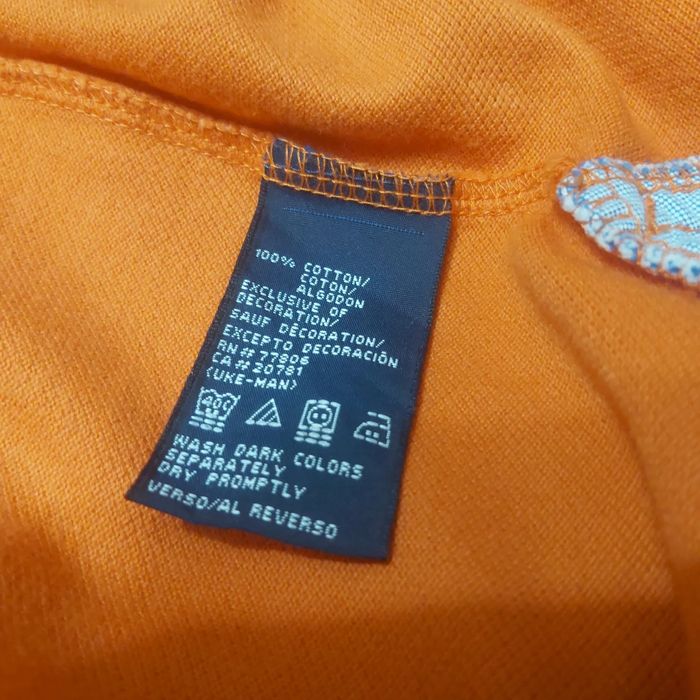 100% COTTON/
COTON/
ALGODON
EXCLUSIVE OF
DECORATION/
SAUF DÉCORATION/
EXCEPTO DECORACIÓN
RN# 77806
CA# 20781
(UKE-MAN)
40C
WASH DARK COLORS
SEPARATELY
DRY PROMPTLY
VERSO/AL REVERSO